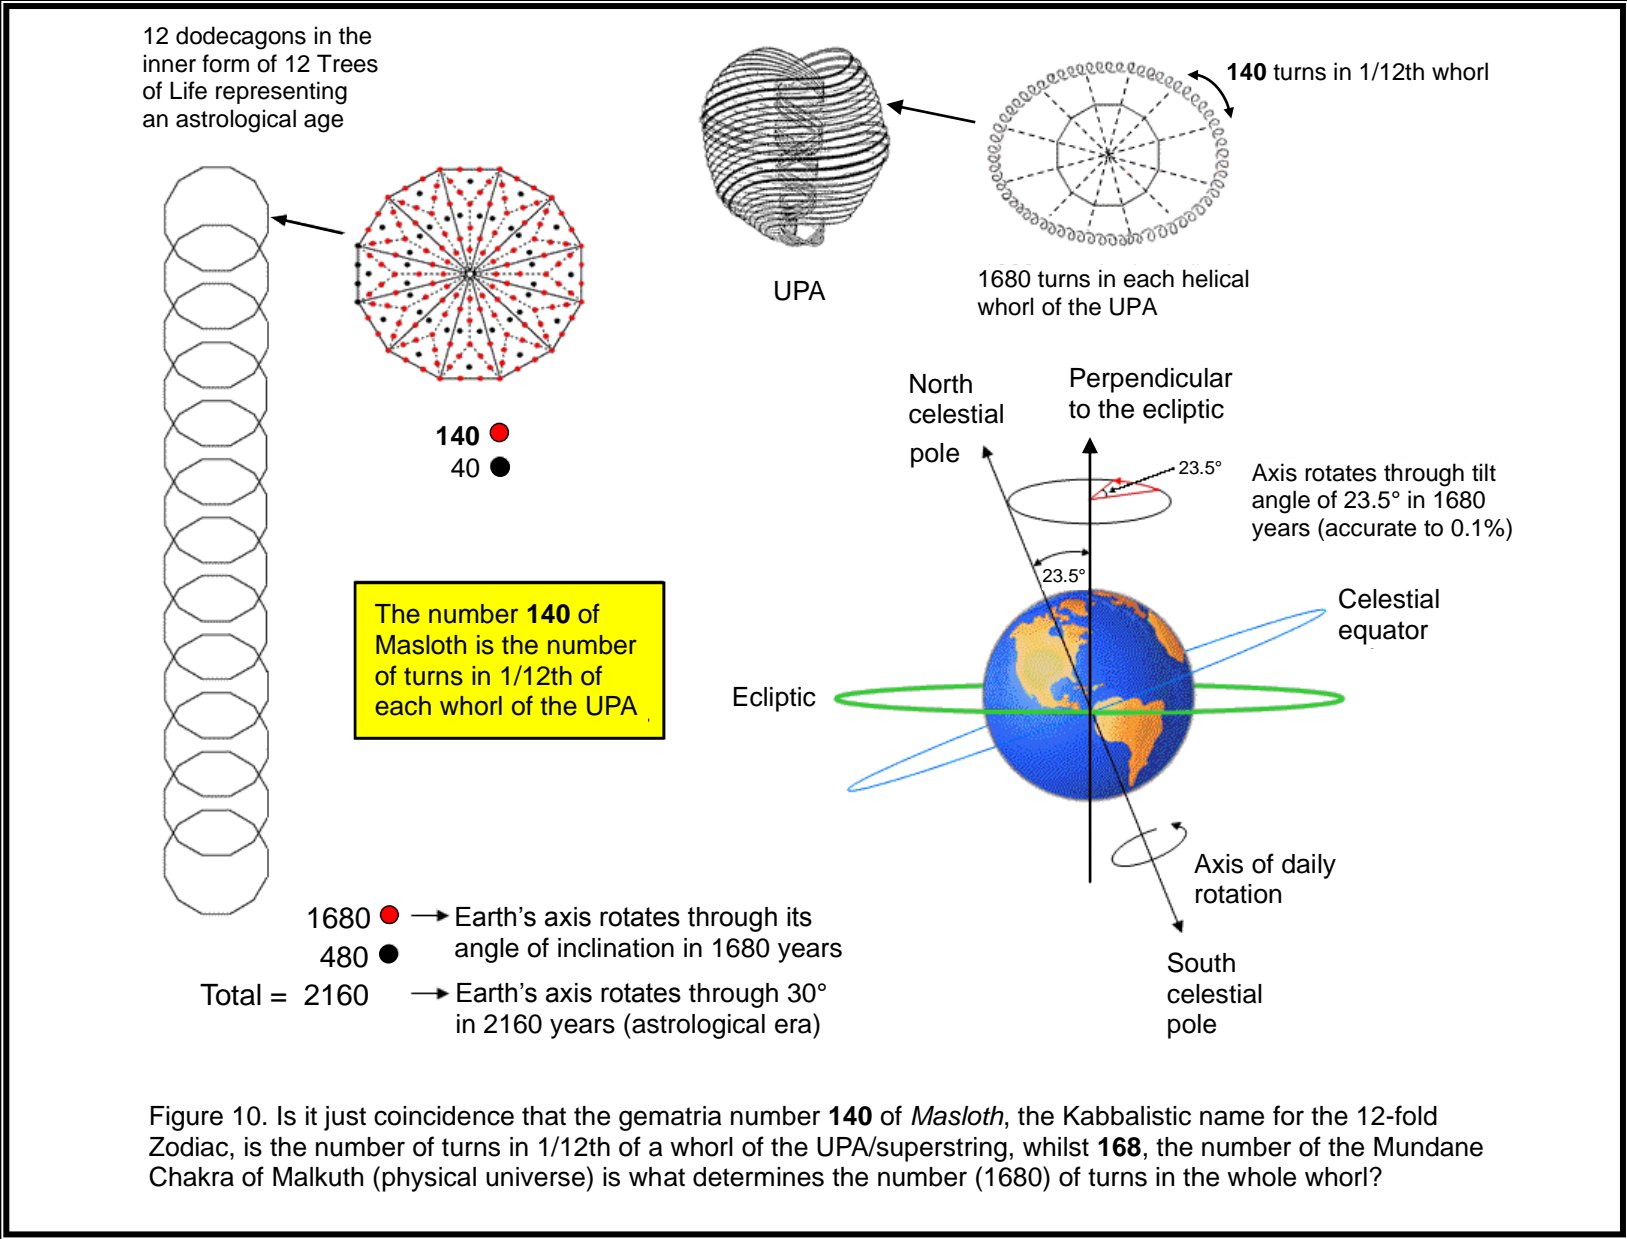 12 dodecagons in the
inner form of 12 Trees
of Life representing
an astrological age
140 turns in 1/12th whorl
UPA
1680 turns in each helical
whorl of the UPA
140
40
North
celestial
pole
Perpendicular
to the ecliptic
23.5°
Axis rotates through tilt
angle of 23.5° in 1680
years (accurate to 0.1%)
23.5°
The number 140 of
Masloth is the number
of turns in 1/12th of
each whorl of the UPA
Celestial
equator
Ecliptic
Axis of daily
rotation
South
celestial
pole
1680
Earth’s axis rotates through its
angle of inclination in 1680 years
480
Total = 2160
Earth’s axis rotates through 30°
in 2160 years (astrological era)
Figure 10. Is it just coincidence that the gematria number 140 of Masloth, the Kabbalistic name for the 12-fold
Zodiac, is the number of turns in 1/12th of a whorl of the UPA/superstring, whilst 168, the number of the Mundane
Chakra of Malkuth (physical universe) is what determines the number (1680) of turns in the whole whorl?